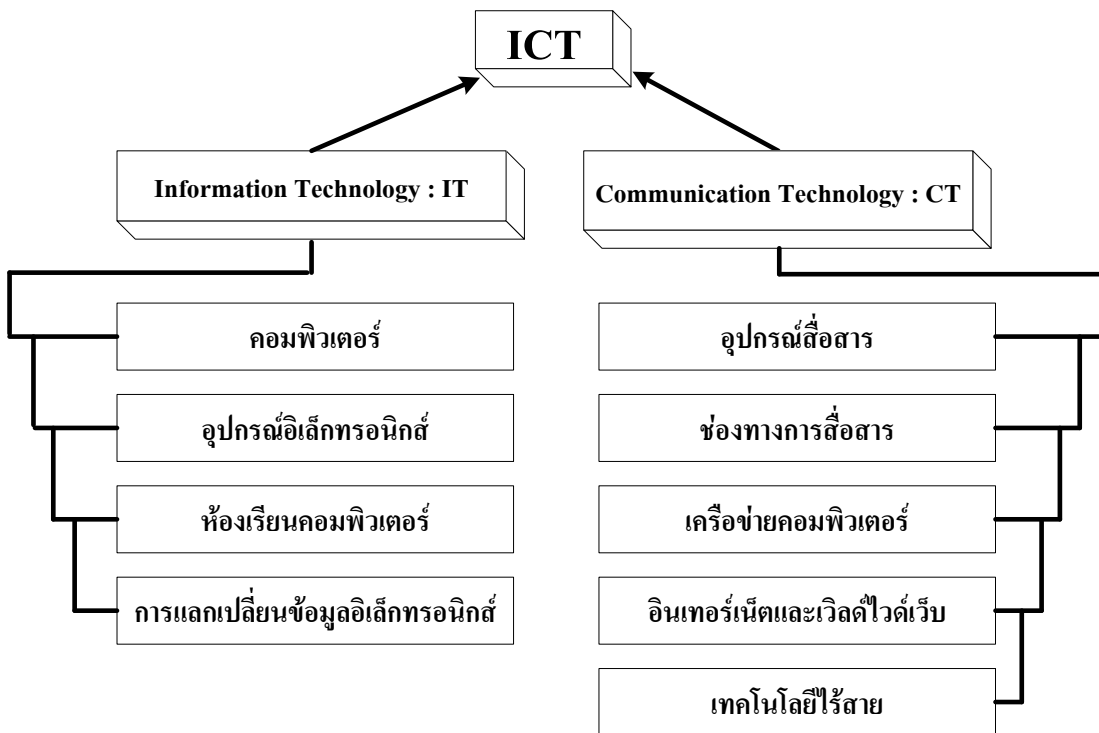 ICT
Information Technology : IT
คอมพิวเตอร์
อุปกรณ์อิเล็กทรอนิกส์
ห้องเรียนคอมพิวเตอร์
การแลกเปลี่ยนข้อมูลอิเล็กทรอนิกส์
Communication Technology : CT
อุปกรณ์สื่อสาร
ช่องทางการสื่อสาร
เครือข่ายคอมพิวเตอร์
อินเทอร์เน็ตและเวิลด์ไวด์เว็บ
เทคโนโลยีไร้สาย